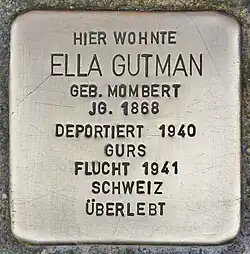 HIER WOHNTE
ELLA GUTMAN
GEB. MOMBERT
JG. 1868
DEPORTIERT 1940
GURS
FLUCHT 1941
SCHWEIZ
ÜBERLEBT